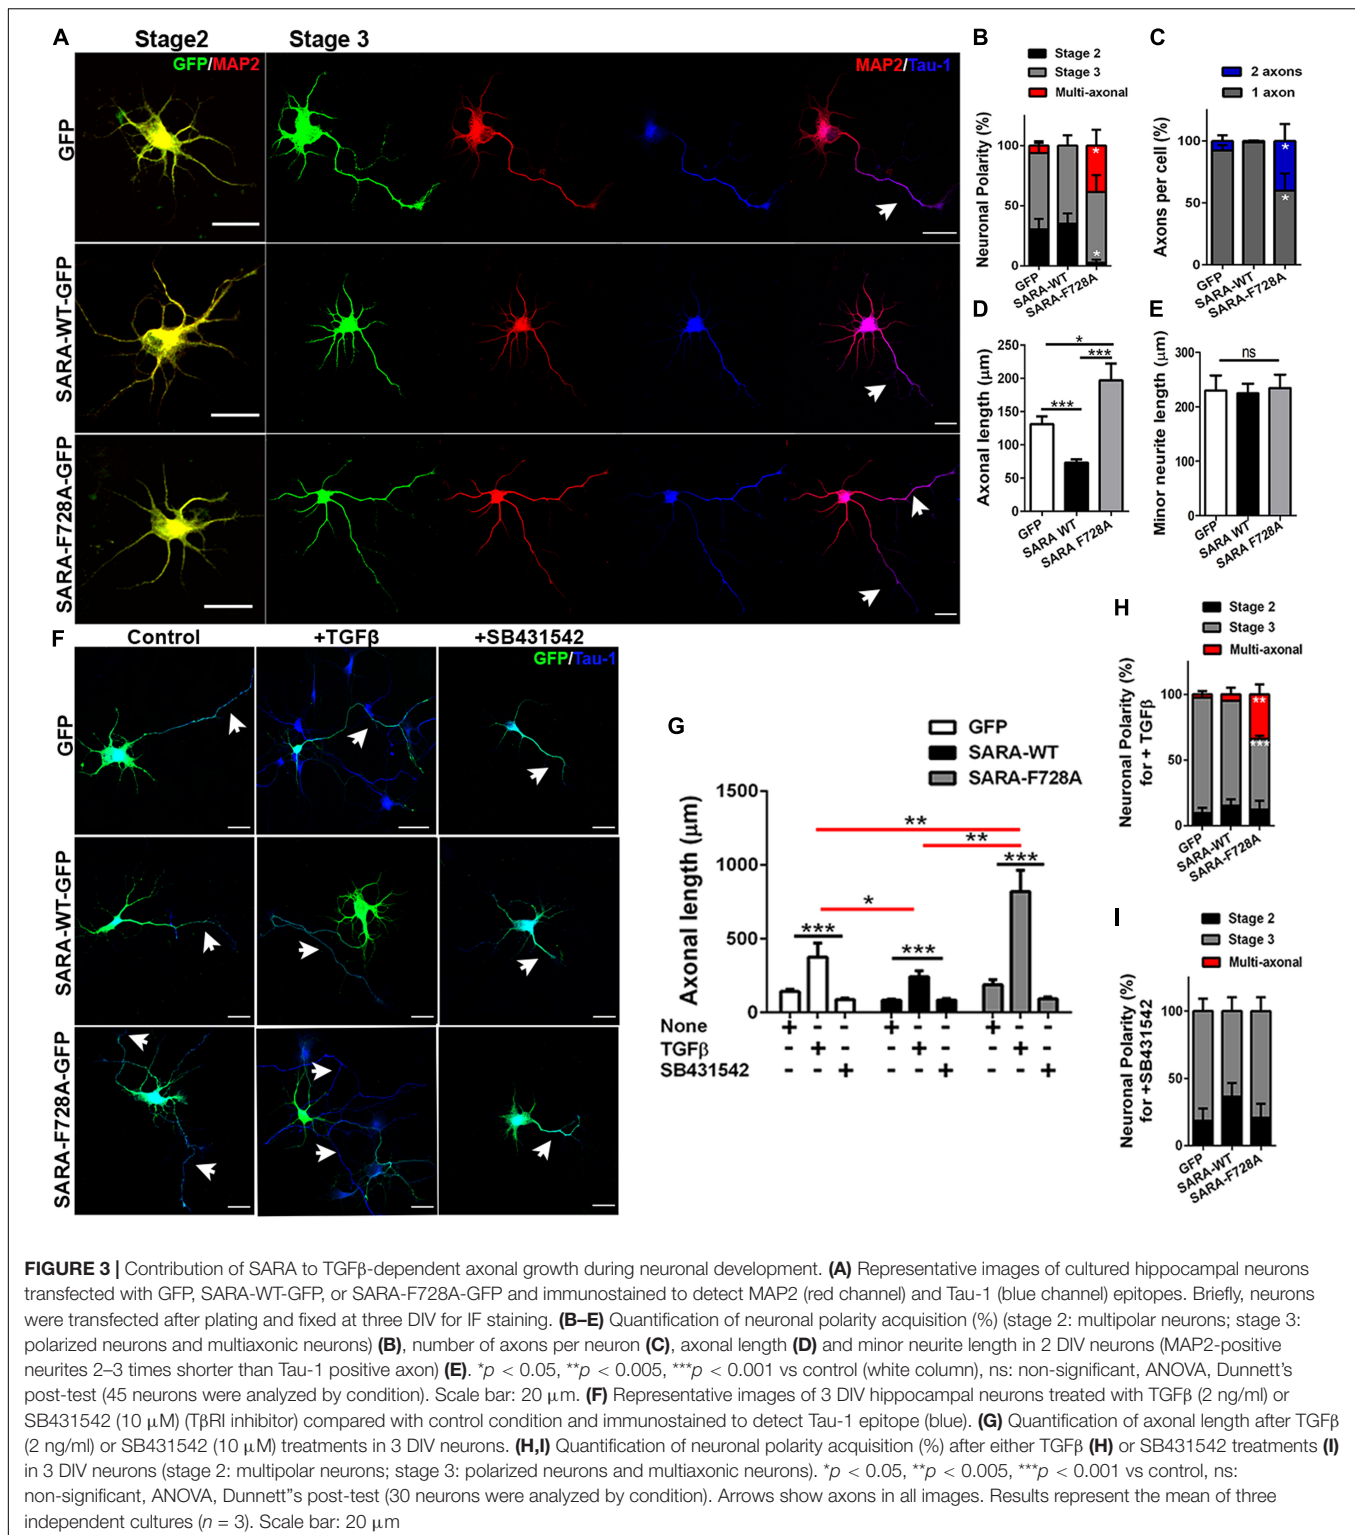 A
Stage2
Stage 3
GFP/MAP2
MAP2/Tau-1
GFP
SARA-WT-GFP
SARA-F728A-GFP
B
Stage 2
Stage 3
Multi-axonal
Neuronal Polarity (%)
100
50
0
*
*
GFP
SARA-WT
SARA-F728A
C
2 axons
1 axon
Axons per cell (%)
100
50
0
*
*
GFP
SARA-WT
SARA-F728A
D
Axonal length (µm)
250
200
150
100
50
0
*
***
***
GFP
SARA WT
SARA F728A
E
Minor neurite length (µm)
300
200
100
0
ns
GFP
SARA-WT
SARA F728A
F
Control
+TGFβ
+SB431542
GFP/Tau-1
GFP
SARA-WT-GFP
SARA-F728A-GFP
G
GFP
SARA-WT
SARA-F728A
Axonal length (µm)
1500
1000
500
0
**
**
***
*
***
***
None + - - + - - + - -
TGFβ - + - - + - - + -
SB431542 - - + - - + - - +
H
Stage 2
Stage 3
Multi-axonal
Neuronal Polarity (%)
for + TGFβ
100
50
0
**
***
GFP
SARA-WT
SARA-F728A
I
Stage 2
Stage 3
Multi-axonal
Neuronal Polarity (%)
for +SB431542
100
50
0
GFP
SARA-WT
SARA-F728A
FIGURE 3 | Contribution of SARA to TGFβ-dependent axonal growth during neuronal development. (A) Representative images of cultured hippocampal neurons
transfected with GFP, SARA-WT-GFP, or SARA-F728A-GFP and immunostained to detect MAP2 (red channel) and Tau-1 (blue channel) epitopes. Briefly, neurons
were transfected after plating and fixed at three DIV for IF staining. (B–E) Quantification of neuronal polarity acquisition (%) (stage 2: multipolar neurons; stage 3:
polarized neurons and multiaxonic neurons) (B), number of axons per neuron (C), axonal length (D) and minor neurite length in 2 DIV neurons (MAP2-positive
neurites 2–3 times shorter than Tau-1 positive axon) (E). *p < 0.05, **p < 0.005, ***p < 0.001 vs control (white column), ns: non-significant, ANOVA, Dunnett's
post-test (45 neurons were analyzed by condition). Scale bar: 20 µm. (F) Representative images of 3 DIV hippocampal neurons treated with TGFβ (2 ng/ml) or
SB431542 (10 µM) (TβRI inhibitor) compared with control condition and immunostained to detect Tau-1 epitope (blue). (G) Quantification of axonal length after TGFβ
(2 ng/ml) or SB431542 (10 µM) treatments in 3 DIV neurons. (H,I) Quantification of neuronal polarity acquisition (%) after either TGFβ (H) or SB431542 treatments (I)
in 3 DIV neurons (stage 2: multipolar neurons; stage 3: polarized neurons and multiaxonic neurons). *p < 0.05, **p < 0.005, ***p < 0.001 vs control, ns:
non-significant, ANOVA, Dunnett"s post-test (30 neurons were analyzed by condition). Arrows show axons in all images. Results represent the mean of three
independent cultures (n = 3). Scale bar: 20 µm